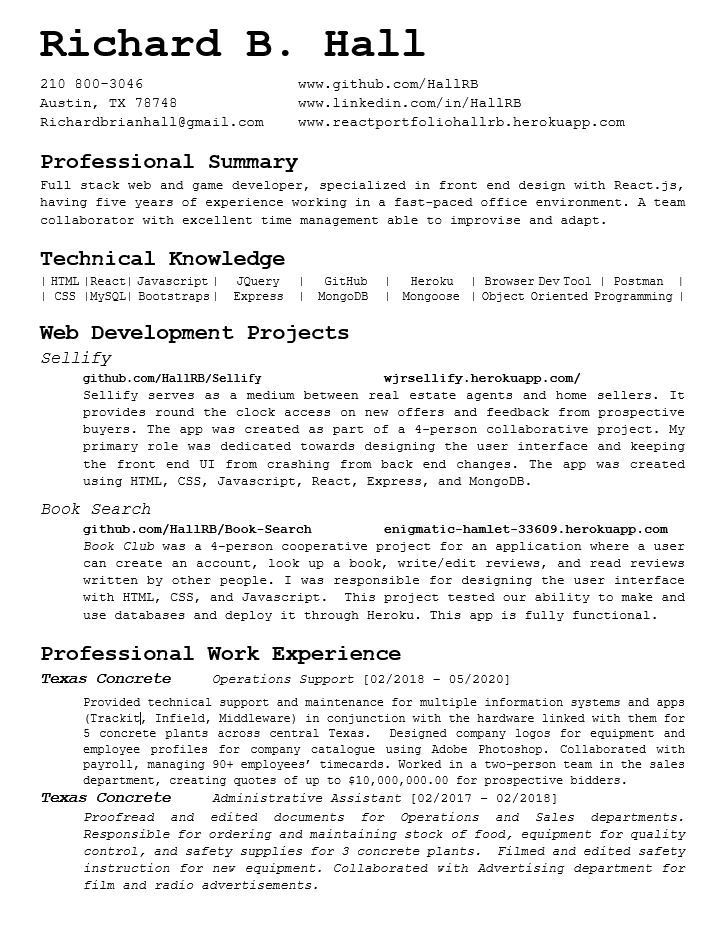 Richard B. Hall
210 800-3046 www.github.com/HallRB
Austin, TX 78748 www.linkedin.com/in/HallRB
Richardbrianhall@gmail.com www.reactportfoliohallrb.herokuapp.com
Professional Summary
Full stack web and game developer, specialized in front end design with React.js,
having five years of experience working in a fast-paced office environment. A team
collaborator with excellent time management able to improvise and adapt.
Technical Knowledge
| HTML |React| Javascript | JQuery | GitHub | Heroku | Browser Dev Tool | Postman |
| CSS |MySQL| Bootstraps| Express | MongoDB | Mongoose | Object Oriented Programming |
Web Development Projects
Sellify
github.com/HallRB/Sellify wjrsellify.herokuapp.com/
Sellify serves as a medium between real estate agents and home sellers. It
provides round the clock access on new offers and feedback from prospective
buyers. The app was created as part of a 4-person collaborative project. My
primary role was dedicated towards designing the user interface and keeping
the front end UI from crashing from back end changes. The app was created
using HTML, CSS, Javascript, React, Express, and MongoDB.
Book Search
github.com/HallRB/Book-Search enigmatic-hamlet-33609.herokuapp.com
Book Club was a 4-person cooperative project for an application where a user
can create an account, look up a book, write/edit reviews, and read reviews
written by other people. I was responsible for designing the user interface
with HTML, CSS, and Javascript. This project tested our ability to make and
use databases and deploy it through Heroku. This app is fully functional.
Professional Work Experience
Texas Concrete Operations Support [02/2018 – 05/2020]
Provided technical support and maintenance for multiple information systems and apps
(Trackit, Infield, Middleware) in conjunction with the hardware linked with them for
5 concrete plants across central Texas. Designed company logos for equipment and
employee profiles for company catalogue using Adobe Photoshop. Collaborated with
payroll, managing 90+ employees’ timecards. Worked in a two-person team in the sales
department, creating quotes of up to $10,000,000.00 for prospective bidders.
Texas Concrete Administrative Assistant [02/2017 – 02/2018]
Proofread and edited documents for Operations and Sales departments.
Responsible for ordering and maintaining stock of food, equipment for quality
control, and safety supplies for 3 concrete plants. Filmed and edited safety
instruction for new equipment. Collaborated with Advertising department for
film and radio advertisements.